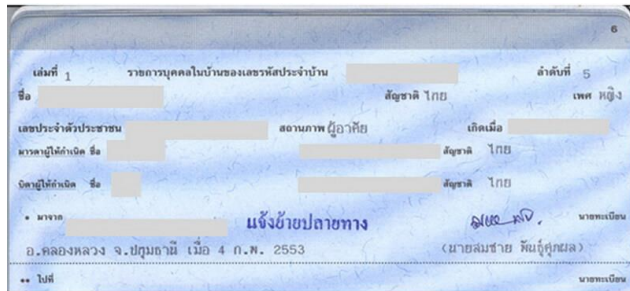 6
เล่มที่ 1 รายการบุคคลในบ้านของเลขรหัสประจำบ้าน ลำดับที่ 5
ชื่อ สัญชาติ ไทย เพศ หญิง
เลขประจำตัวประชาชน สถานภาพ ผู้อาศัย เกิดเมื่อ
มารดาผู้ให้กำเนิด ชื่อ สัญชาติ ไทย
บิดาผู้ให้กำเนิด ชื่อ สัญชาติ ไทย
* มาจาก แจ้งย้ายปลายทาง นายทะเบียน
อ.คลองหลวง จ.ปทุมธานี เมื่อ 4 ก.พ. 2553 (นายสมชาย พันธุ์ศุภผล)
** ไปที่ นายทะเบียน